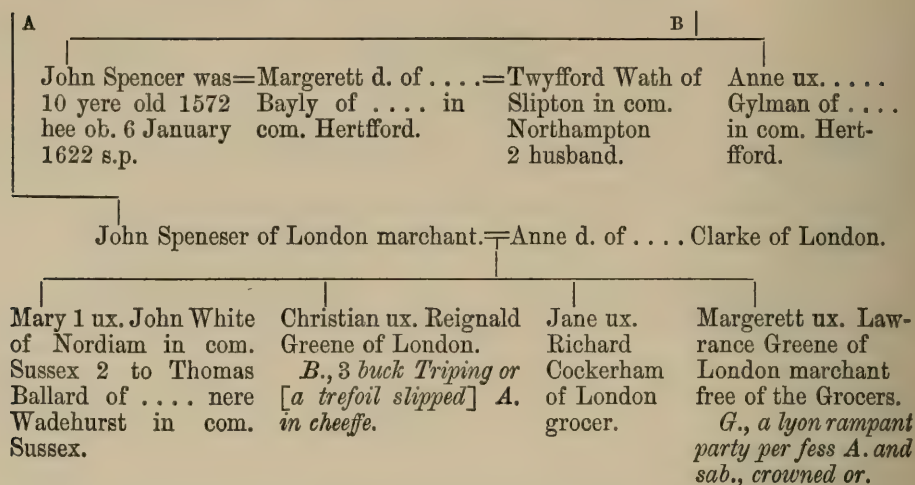 A
B
John Spencer was=Margerett d. of . . . .=Twyfford Wath of
10 yere old 1572 Bayly of . . . . in Slipton in com.
hee ob. 6 January com. Hertfford. Northampton
1622 s.p. 2 husband.
Anne ux. . . . . .
Gylman of . . . .
in com. Hert-
fford.
John Speneser of London marchant.=Anne d. of . . . . Clarke of London.
Mary 1 ux. John White
of Nordiam in com.
Sussex 2 to Thomas
Ballard of . . . . nere
Wadehurst in com.
Sussex.
Christian ux. Reignald
Greene of London.
B., 3 buck Triping or
[a trefoil slipped] A.
in cheeffe.
Jane ux.
Richard
Cockerham
of London
grocer.
Margerett ux. Law-
rance Greene of
London marchant
free of the Grocers.
G., a lyon rampant
party per fess A. and
sab., crowned or.